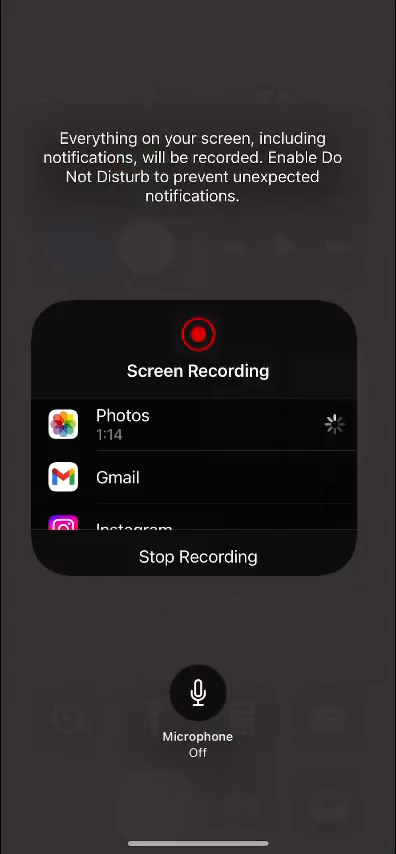 Everything on your screen, including
notifications, will be recorded. Enable Do
Not Disturb to prevent unexpected
notifications.
Screen Recording
Photos
1:14
Gmail
Instagram
Stop Recording
Microphone
Off